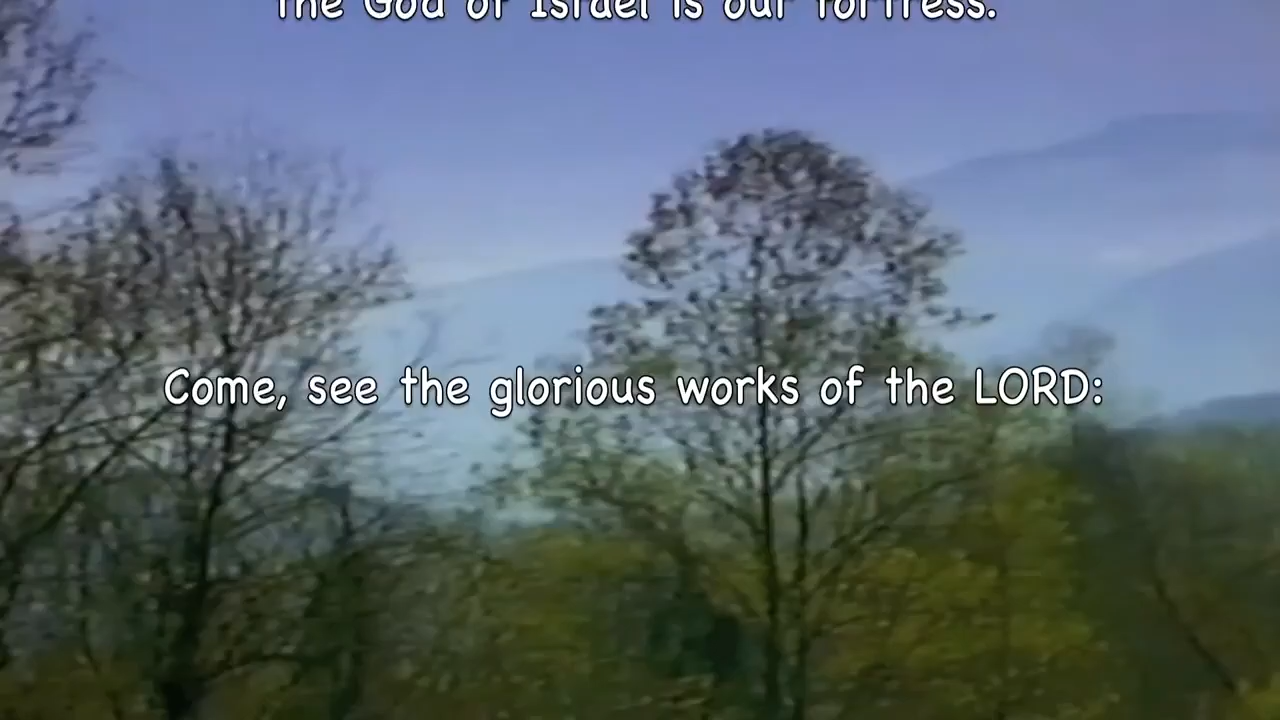 the God of Israel is our fortress.
Come, see the glorious works of the LORD: